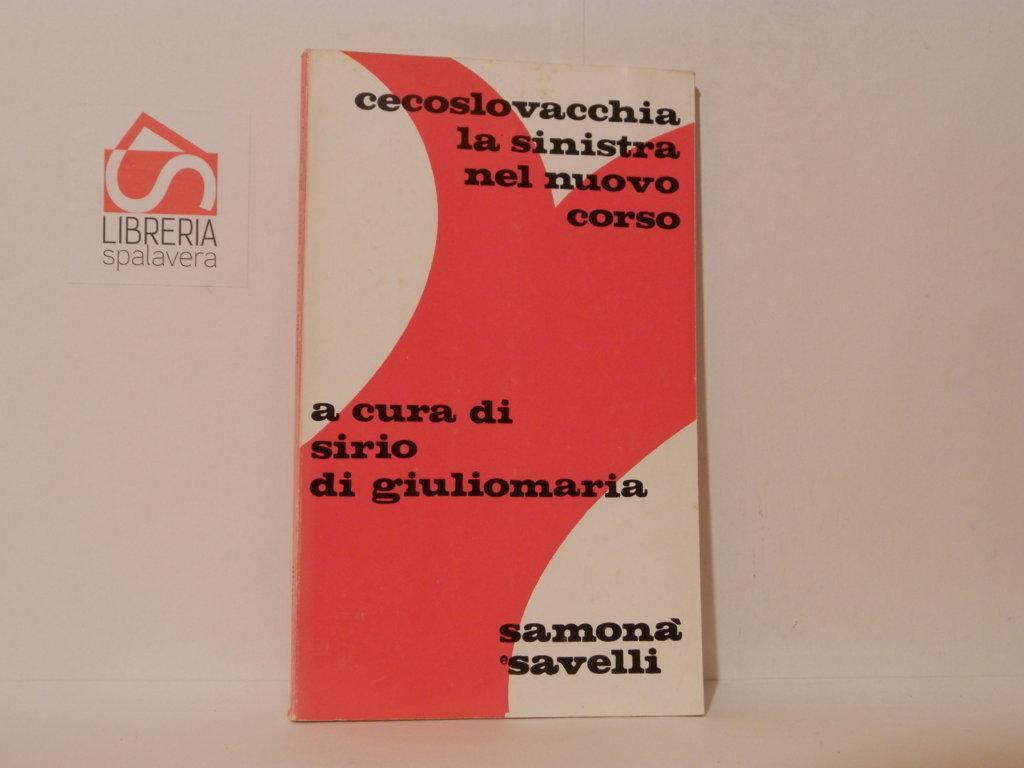 LIBRERIA
spalavera
cecoslovacchia
la sinistra
nel nuovo
corso
a cura di
sirio
di giuliomaria
samonà
e savelli